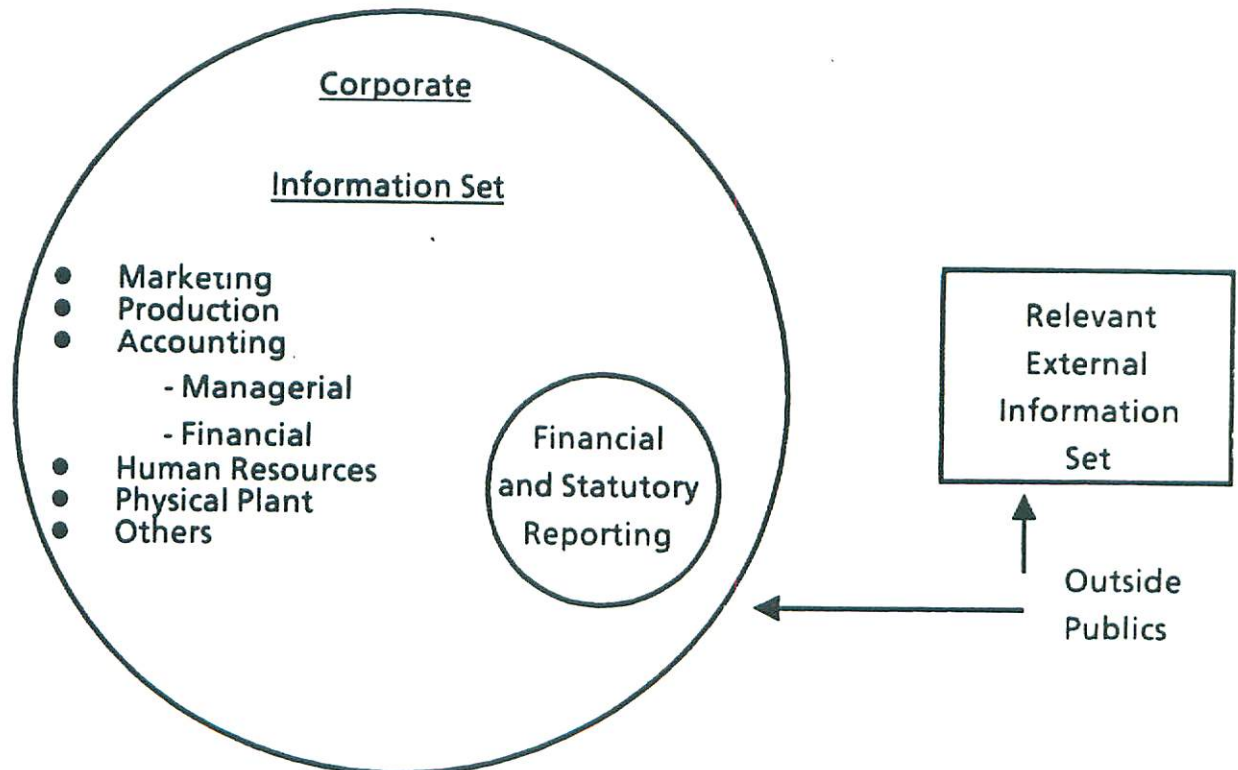 Corporate
Information Set
● Marketing
● Production
● Accounting
- Managerial
- Financial
● Human Resources
● Physical Plant
● Others
Financial
and Statutory
Reporting
Relevant
External
Information
Set
Outside
Publics